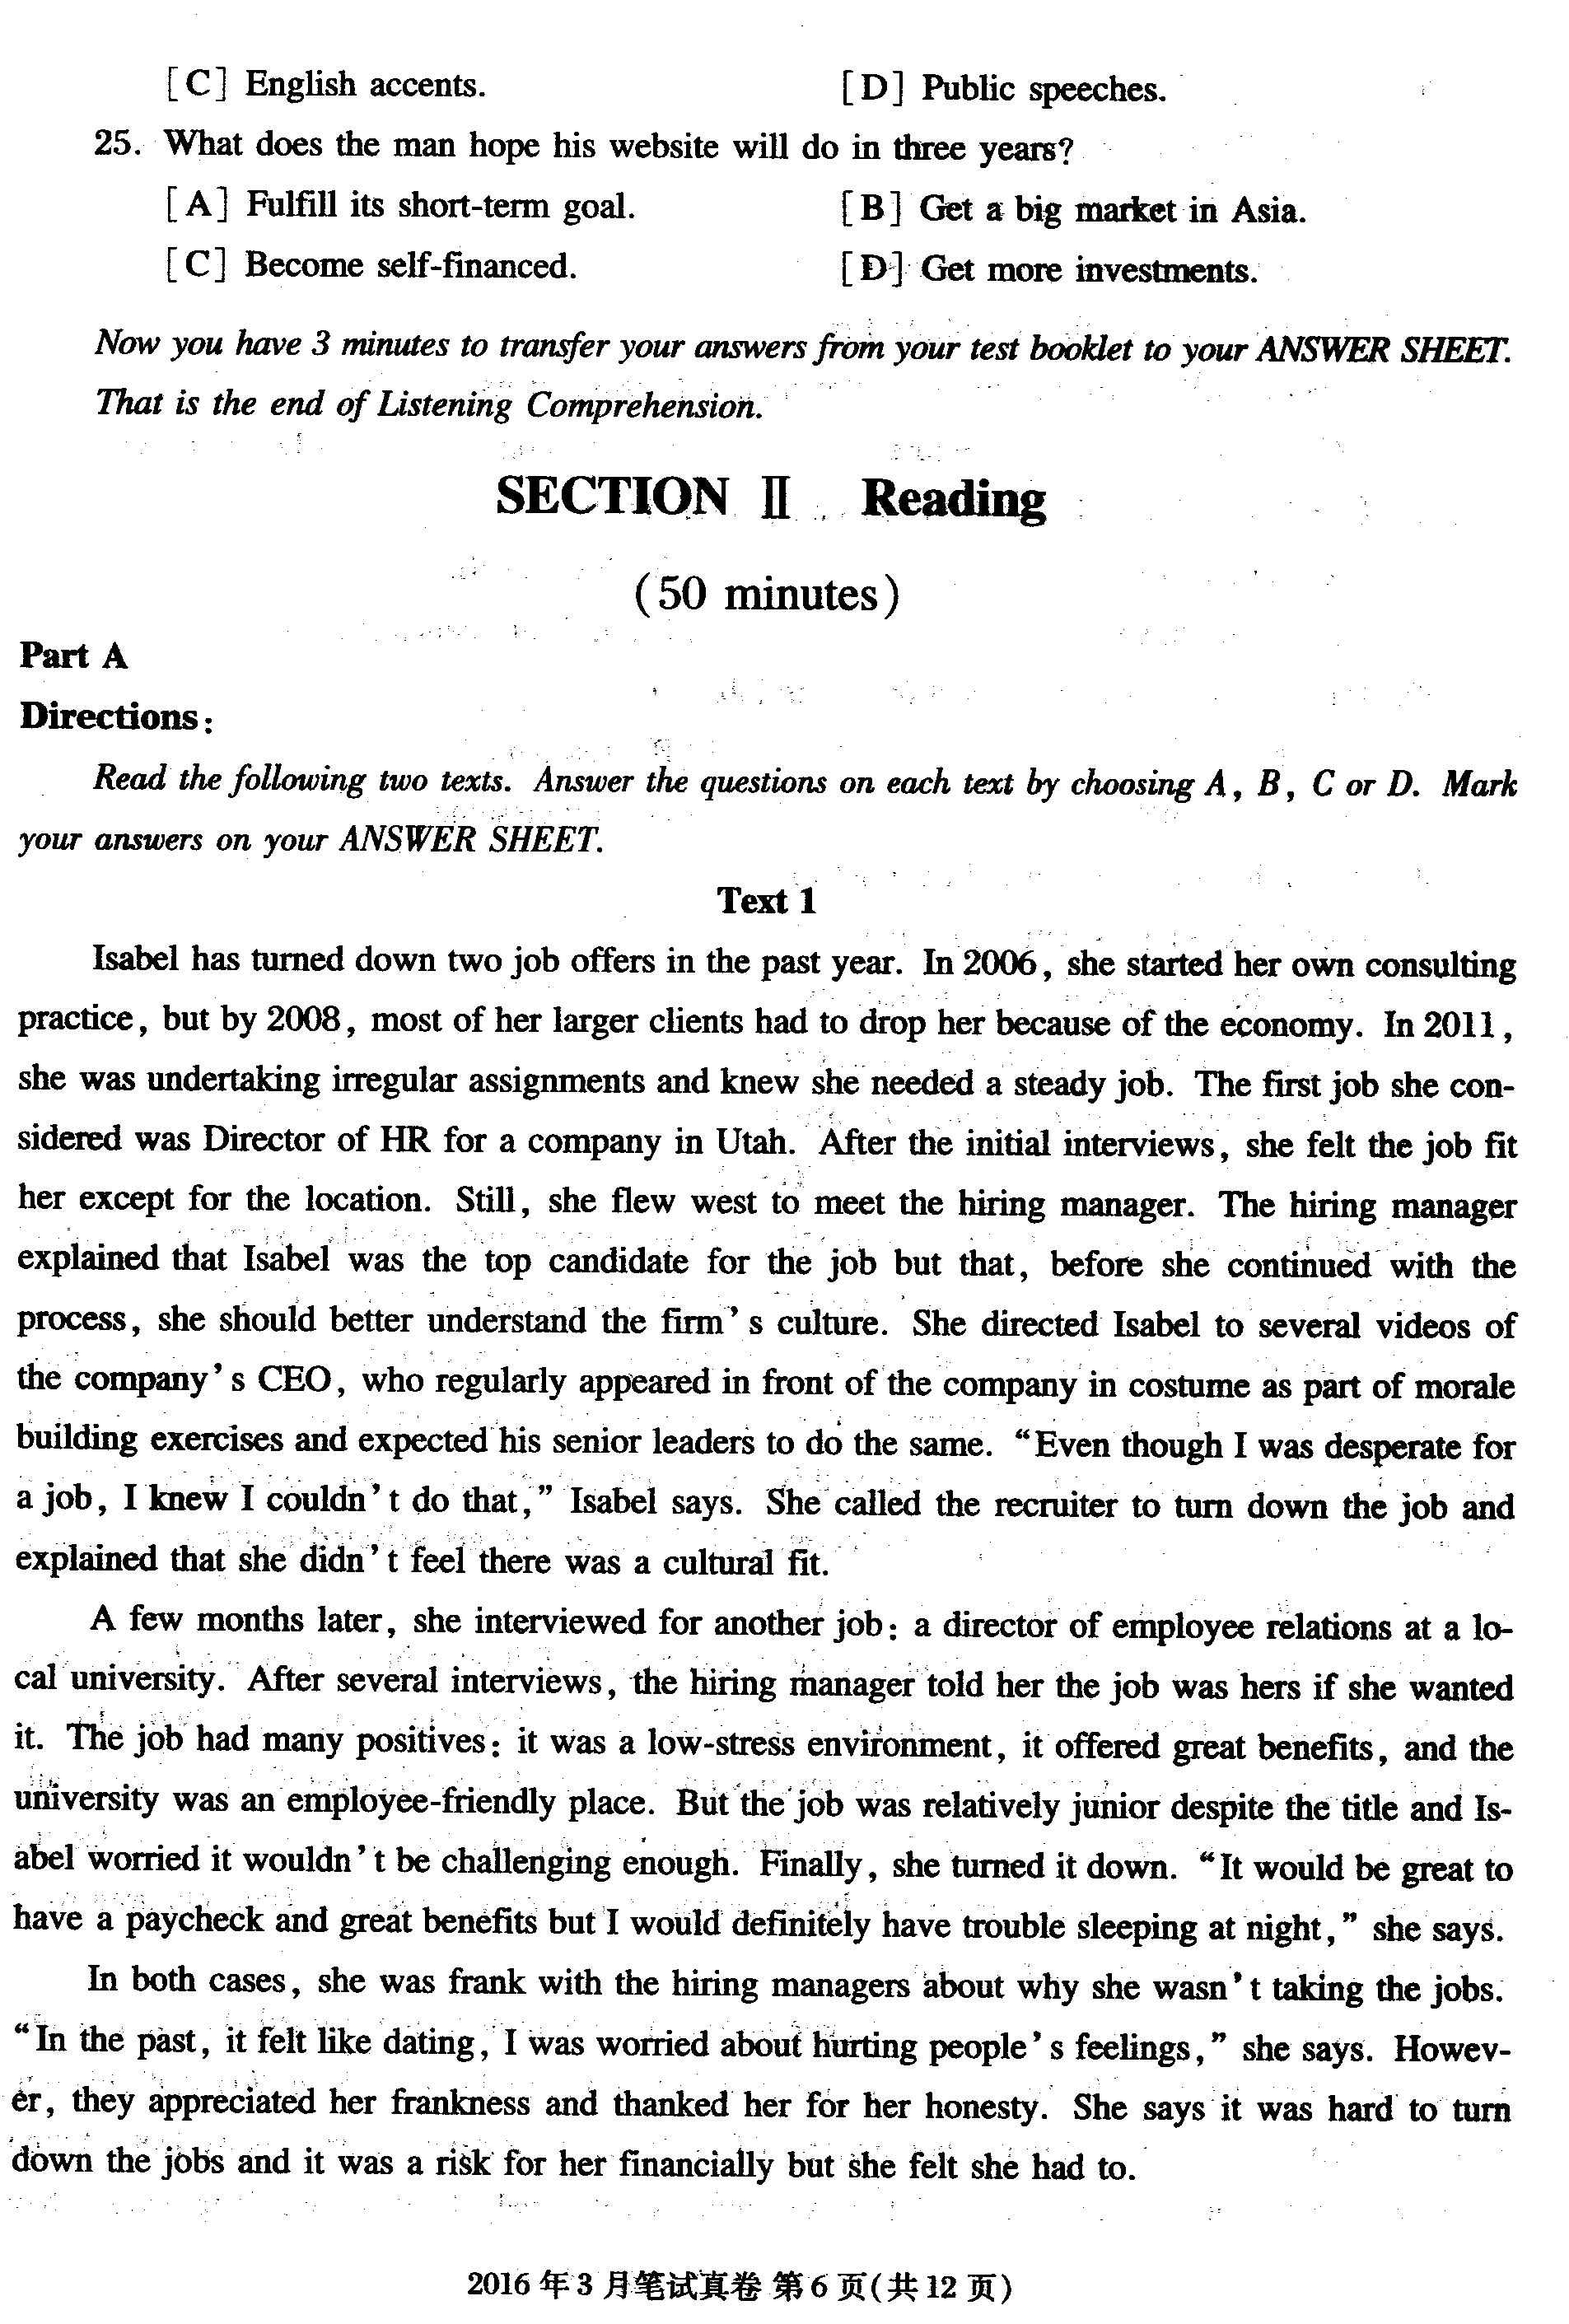 [C] English accents. [D] Public speeches.
25. What does the man hope his website will do in three years?
[A] Fulfill its short-term goal. [B] Get a big market in Asia.
[C] Become self-financed. [D] Get more investments.
Now you have 3 minutes to transfer your answers from your test booklet to your ANSWER SHEET.
That is the end of Listening Comprehension.
SECTION Ⅱ Reading
(50 minutes)
Part A
Directions:
Read the following two texts. Answer the questions on each text by choosing A, B, C or D. Mark
your answers on your ANSWER SHEET.
Text 1
Isabel has turned down two job offers in the past year. In 2006, she started her own consulting
practice, but by 2008, most of her larger clients had to drop her because of the economy. In 2011,
she was undertaking irregular assignments and knew she needed a steady job. The first job she con-
sidered was Director of HR for a company in Utah. After the initial interviews, she felt the job fit
her except for the location. Still, she flew west to meet the hiring manager. The hiring manager
explained that Isabel was the top candidate for the job but that, before she continued with the
process, she should better understand the firm's culture. She directed Isabel to several videos of
the company's CEO, who regularly appeared in front of the company in costume as part of morale
building exercises and expected his senior leaders to do the same. "Even though I was desperate for
a job, I knew I couldn't do that," Isabel says. She called the recruiter to turn down the job and
explained that she didn't feel there was a cultural fit.
A few months later, she interviewed for another job: a director of employee relations at a lo-
cal university. After several interviews, the hiring manager told her the job was hers if she wanted
it. The job had many positives: it was a low-stress environment, it offered great benefits, and the
university was an employee-friendly place. But the job was relatively junior despite the title and Is-
abel worried it wouldn't be challenging enough. Finally, she turned it down. "It would be great to
have a paycheck and great benefits but I would definitely have trouble sleeping at night," she says.
In both cases, she was frank with the hiring managers about why she wasn't taking the jobs.
"In the past, it felt like dating, I was worried about hurting people's feelings," she says. Howev-
er, they appreciated her frankness and thanked her for her honesty. She says it was hard to turn
down the jobs and it was a risk for her financially but she felt she had to.
2016年3月笔试真卷 第6页(共12页)